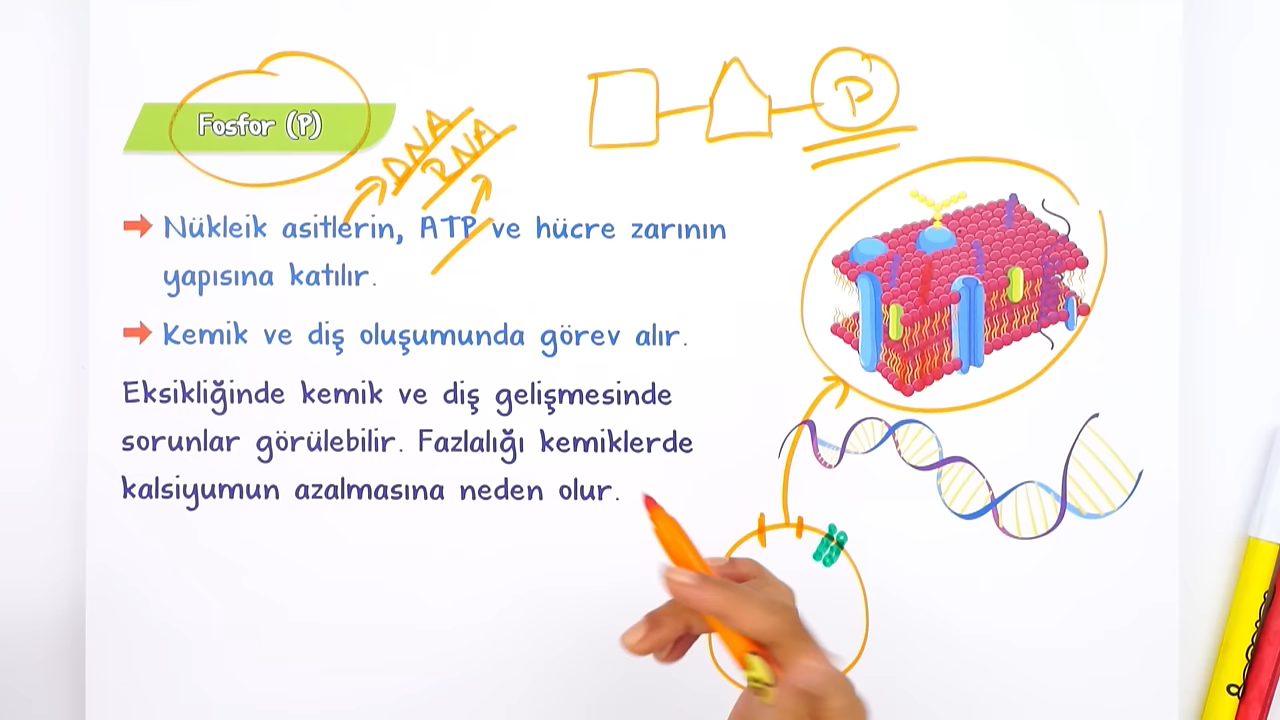 Fosfor (P)
DNA
RNA
P
Nükleik asitlerin, ATP ve hücre zarının
yapısına katılır.
Kemik ve diş oluşumunda görev alır.
Eksikliğinde kemik ve diş gelişmesinde
sorunlar görülebilir. Fazlalığı kemiklerde
kalsiyumun azalmasına neden olur.